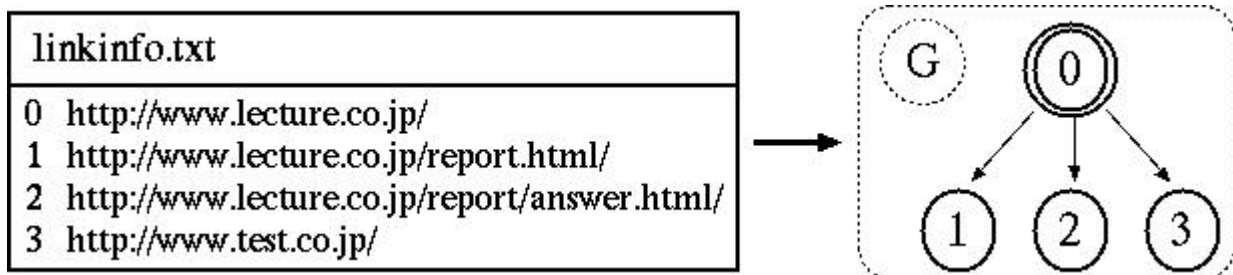 linkinfo.txt
0 http://www.lecture.co.jp/
1 http://www.lecture.co.jp/report.html/
2 http://www.lecture.co.jp/report/answer.html/
3 http://www.test.co.jp/
G
0
1 2 3